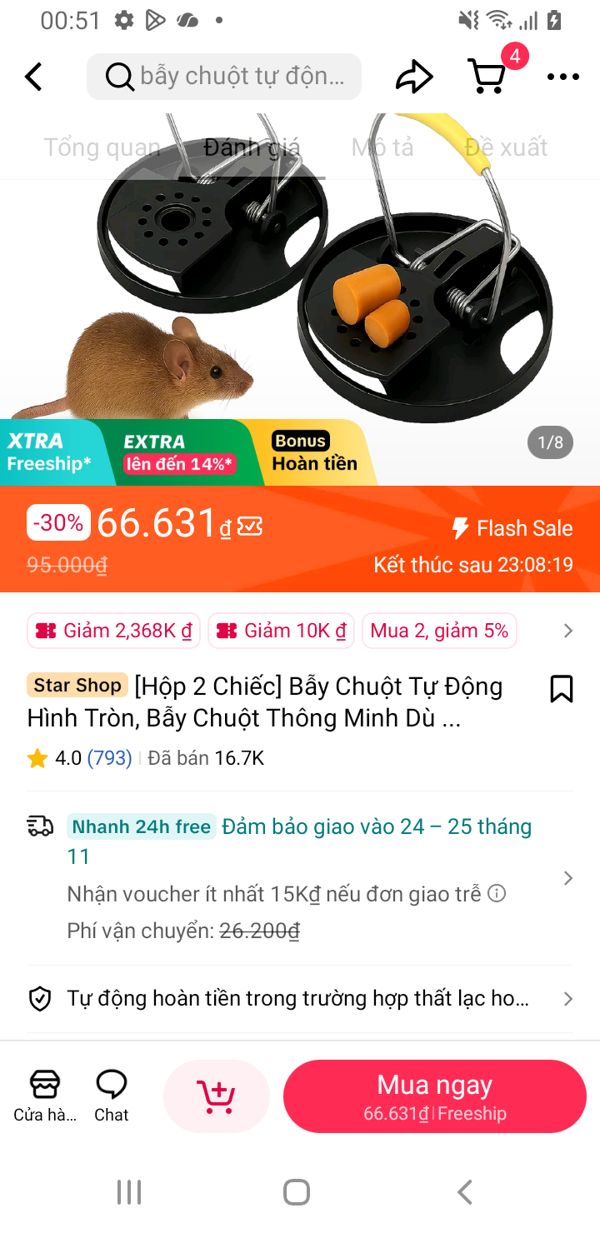 00:51
bẫy chuột tự độn...
4
Tổng quan Đánh giá Mô tả Đề xuất
XTRA
Freeship*
EXTRA
lên đến 14%*
Bonus
Hoàn tiền
1/8
-30% 66.631₫
Flash Sale
95.000₫
Kết thúc sau 23:08:19
Giảm 2,368K ₫
Giảm 10K ₫
Mua 2, giảm 5%
Star Shop [Hộp 2 Chiếc] Bẫy Chuột Tự Động
Hình Tròn, Bẫy Chuột Thông Minh Dù ...
4.0 (793) Đã bán 16.7K
Nhanh 24h free Đảm bảo giao vào 24 – 25 tháng
11
Nhận voucher ít nhất 15K₫ nếu đơn giao trễ
Phí vận chuyển: 26.200₫
Tự động hoàn tiền trong trường hợp thất lạc ho...
Cửa hà...
Chat
Mua ngay
66.631₫ | Freeship